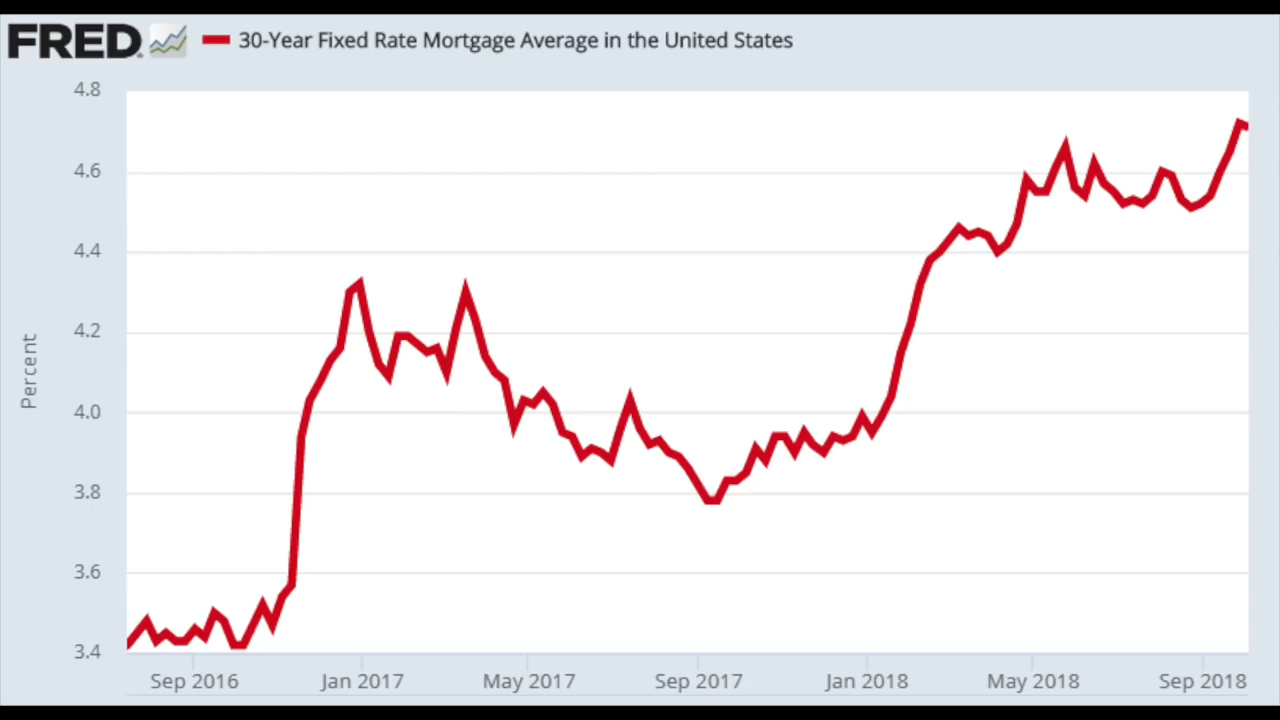 FRED 30-Year Fixed Rate Mortgage Average in the United States
4.8
4.6
4.4
4.2
4.0
3.8
3.6
3.4
Percent
Sep 2016 Jan 2017 May 2017 Sep 2017 Jan 2018 May 2018 Sep 2018